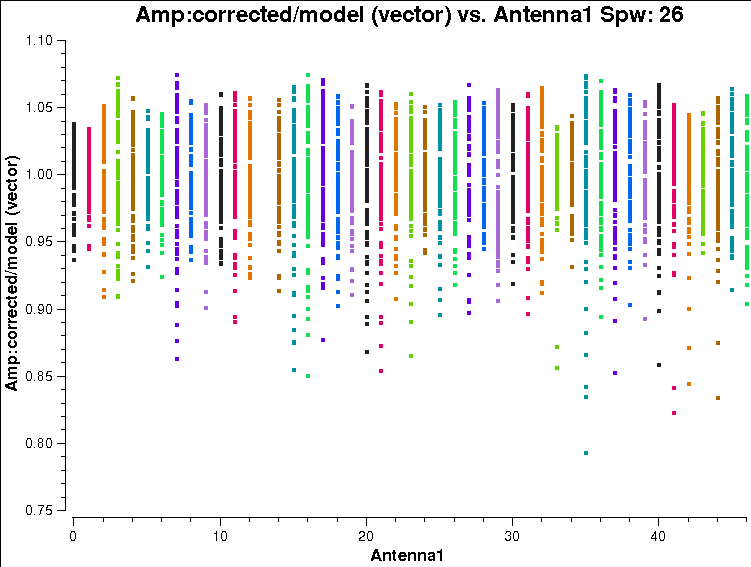 Amp:corrected/model (vector) vs. Antenna1 Spw: 26
1.10
1.05
1.00
0.95
0.90
0.85
0.80
0.75
Amp:corrected/model (vector)
0 10 20 30 40
Antenna1